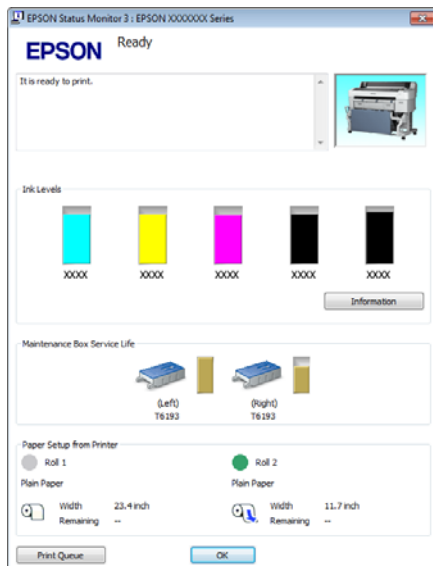 EPSON Status Monitor 3 : EPSON XXXXXXX Series
EPSON
Ready
It is ready to print.
Ink Levels
XXXX XXXX XXXX XXXX XXXX
Information
Maintenance Box Service Life
(Left) (Right)
T6193 T6193
Paper Setup from Printer
Roll 1 Roll 2
Plain Paper Plain Paper
Width 23.4 inch Width 11.7 inch
Remaining -- Remaining --
Print Queue OK